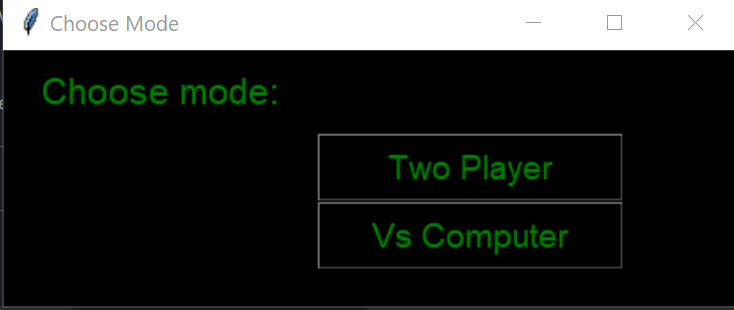 Choose Mode
Choose mode:
Two Player
Vs Computer